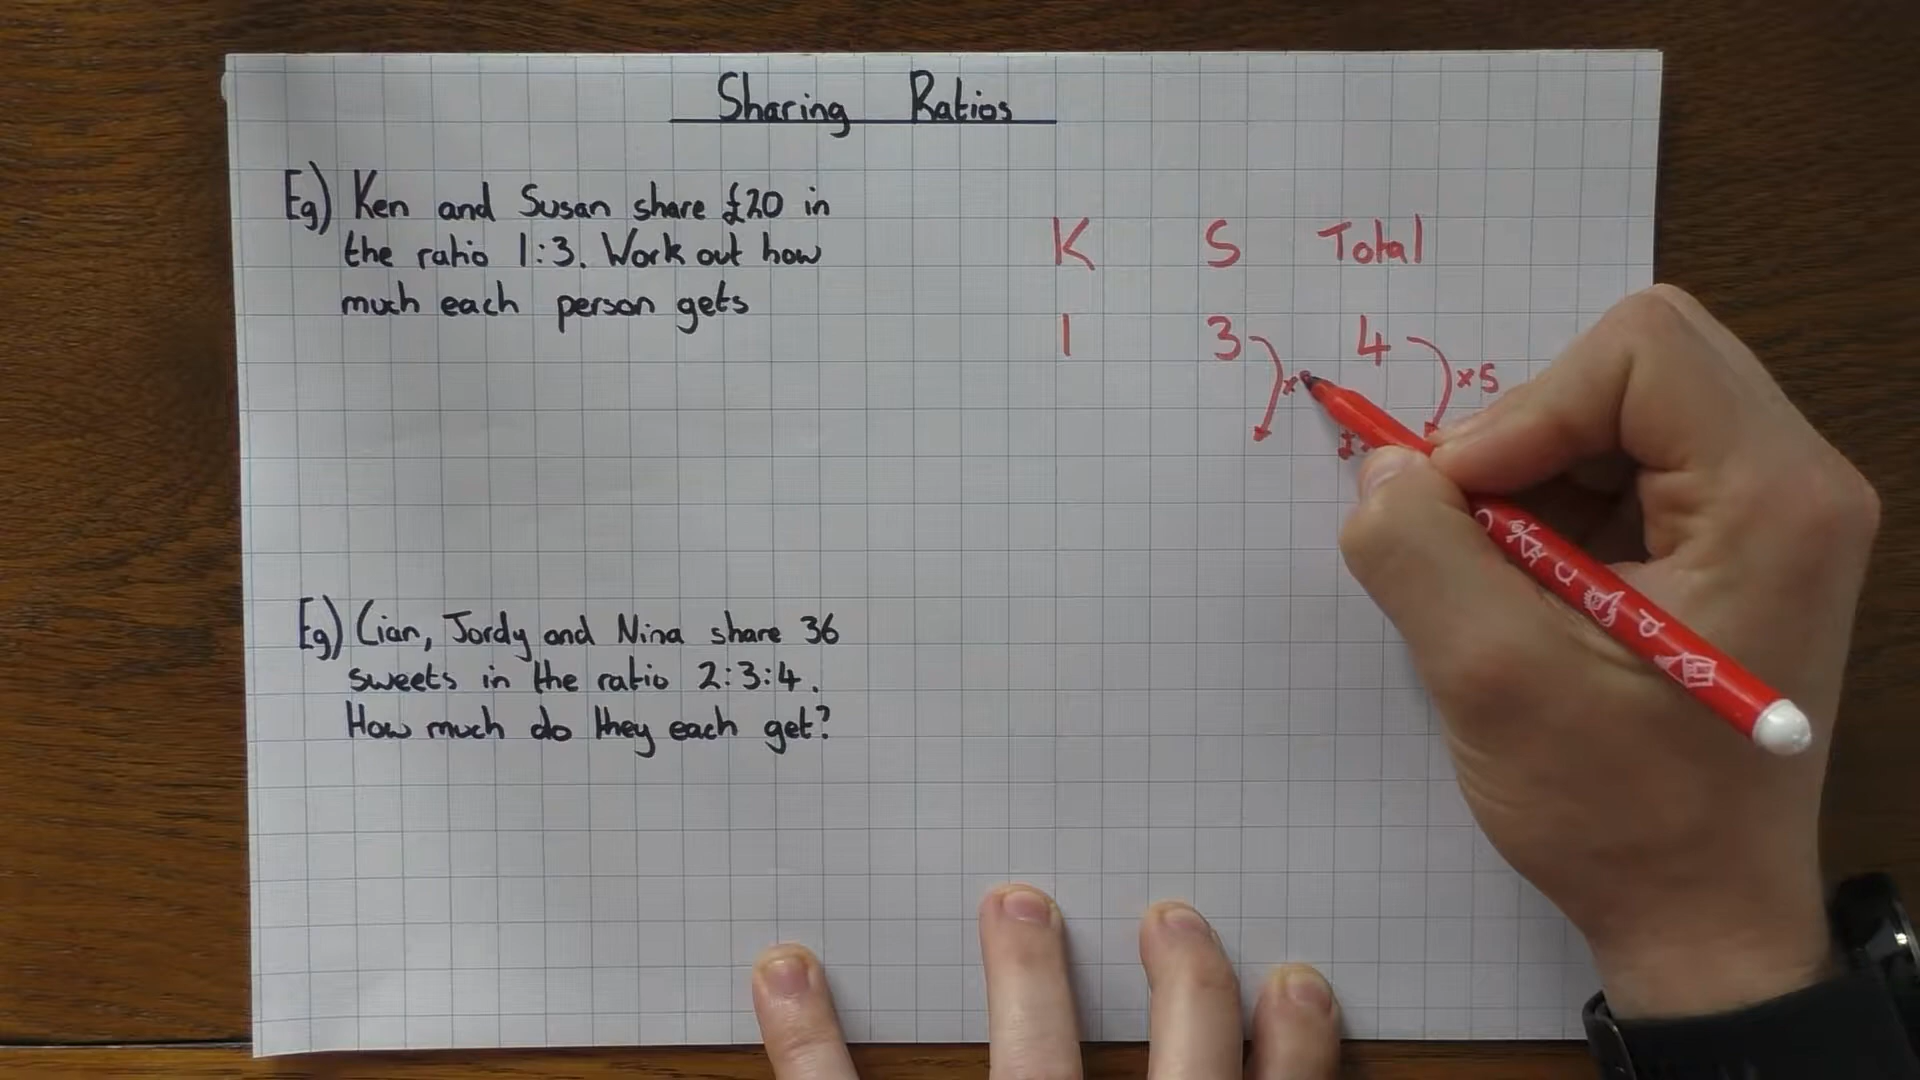 Sharing Ratios
Eg) Ken and Susan share £20 in
the ratio 1:3. Work out how
much each person gets
K S Total
1 3 4
x5
Eg) Cian, Jordy and Nina share 36
sweets in the ratio 2:3:4.
How much do they each get?